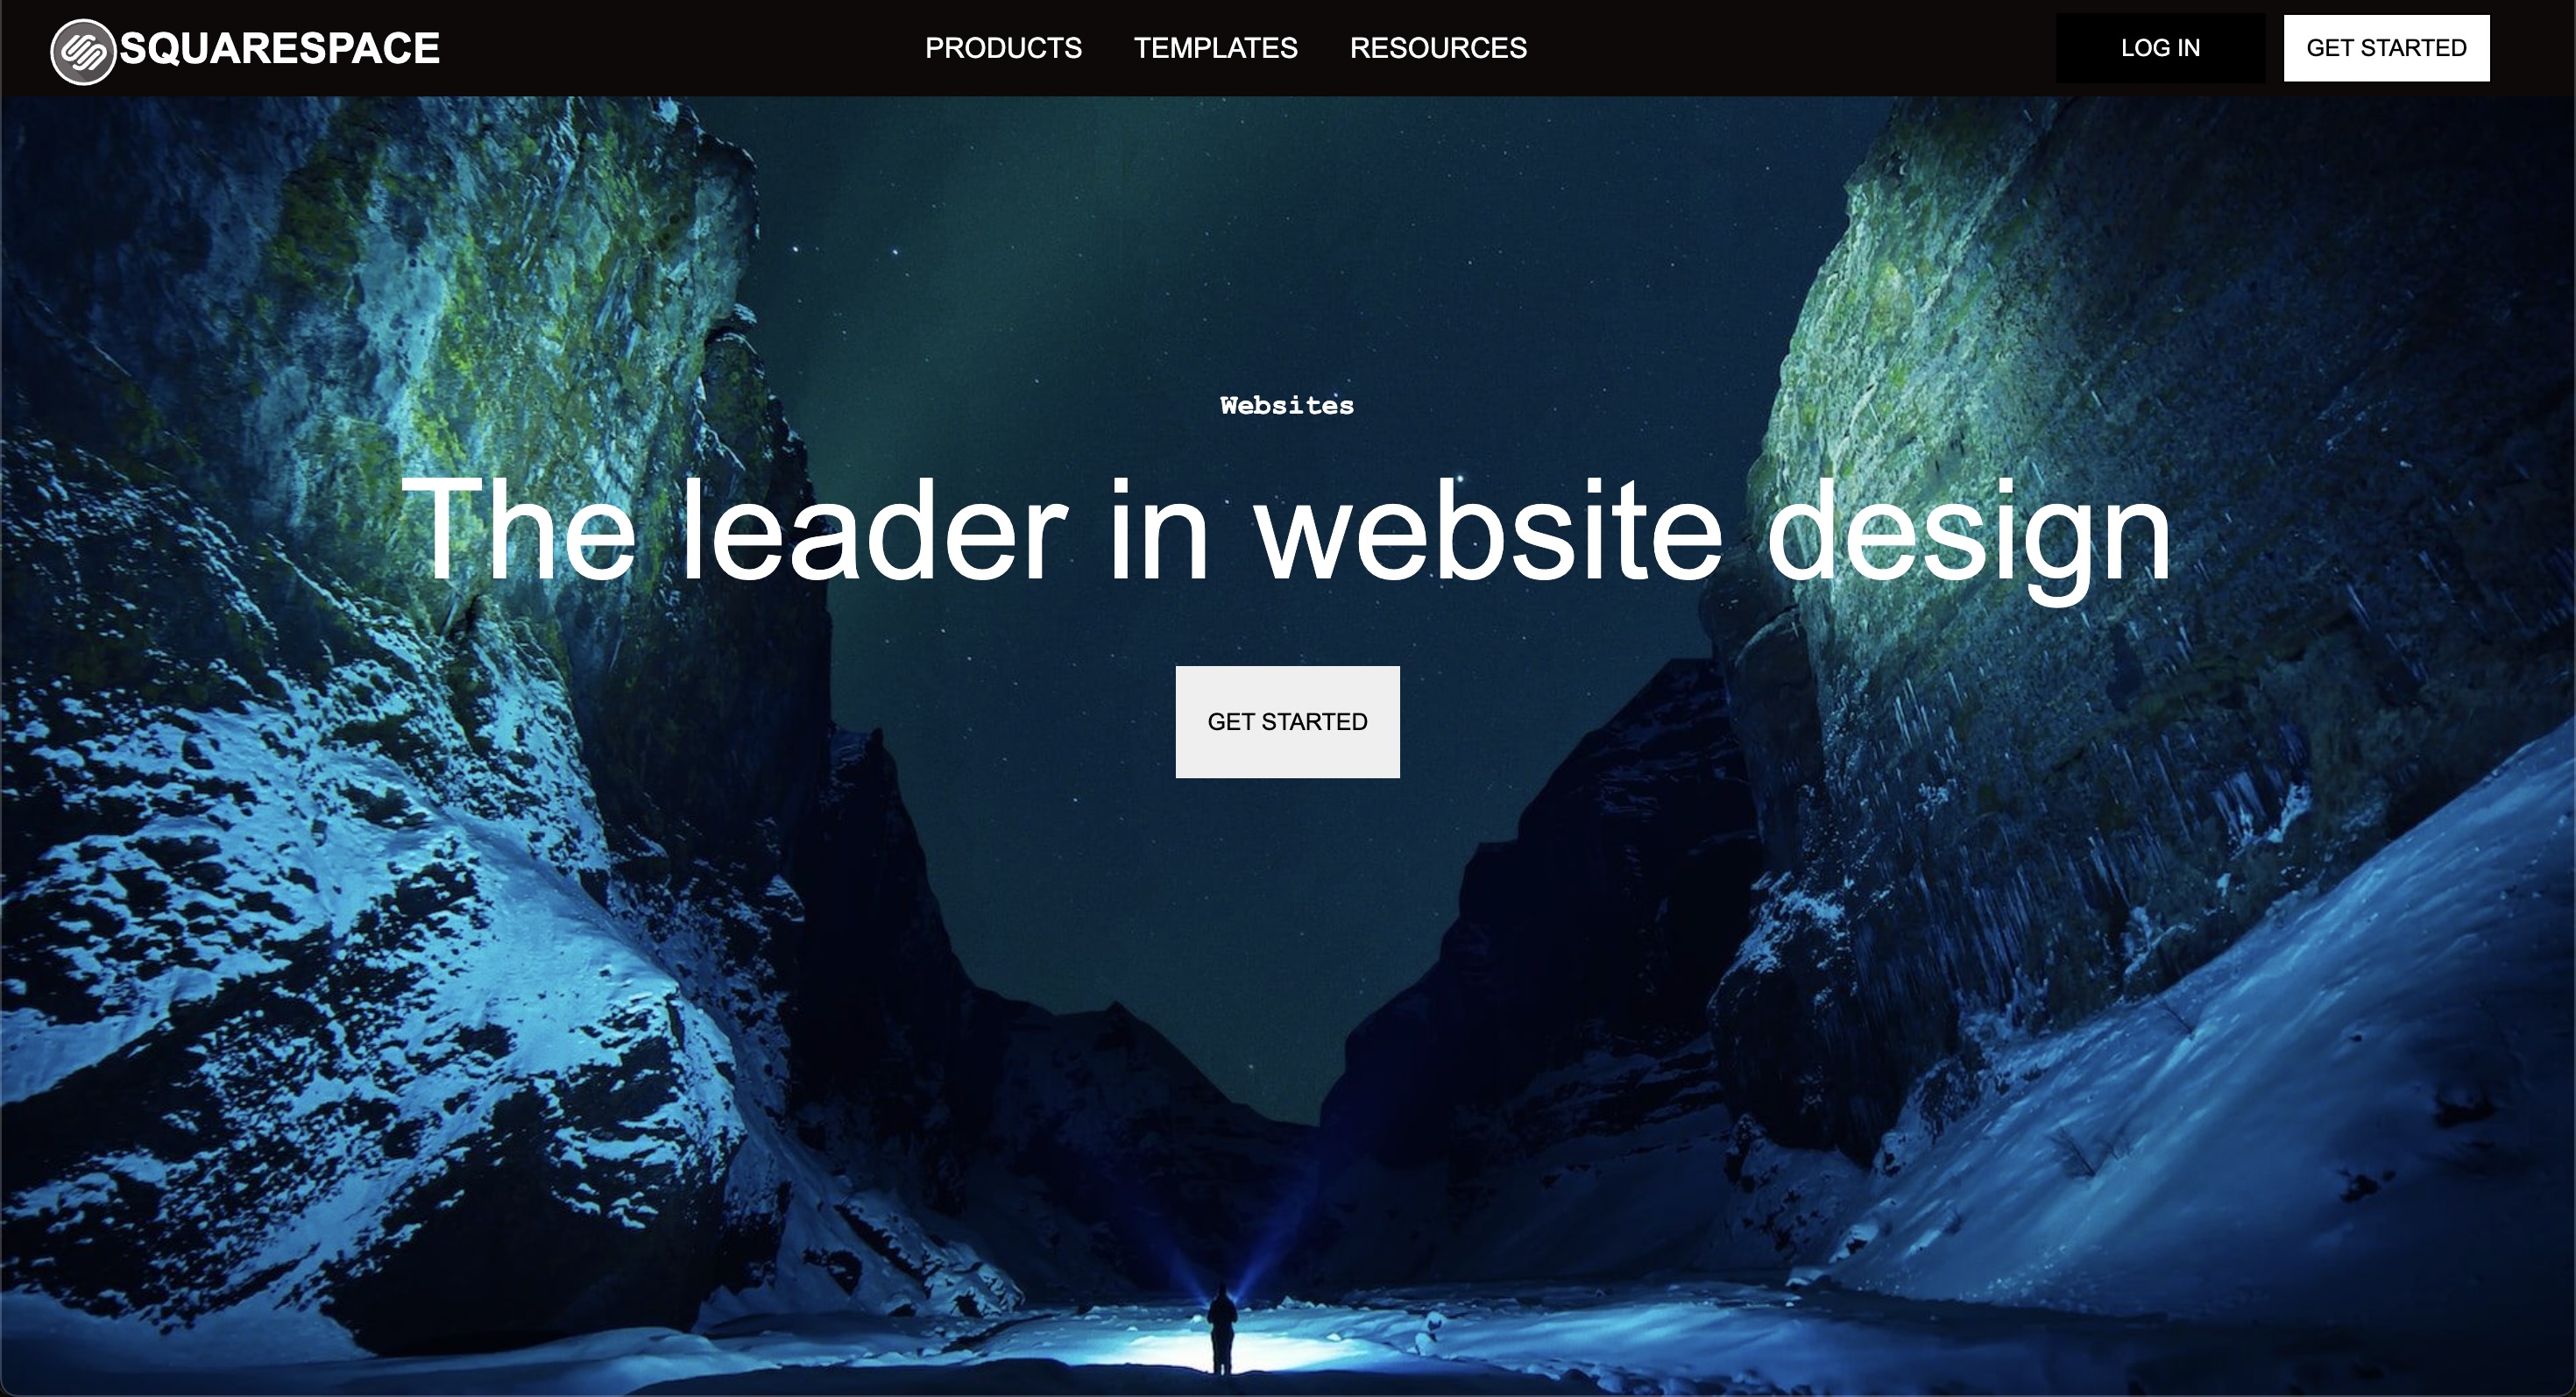 SQUARESPACE
PRODUCTS TEMPLATES RESOURCES
LOG IN
GET STARTED
Websites
The leader in website design
GET STARTED